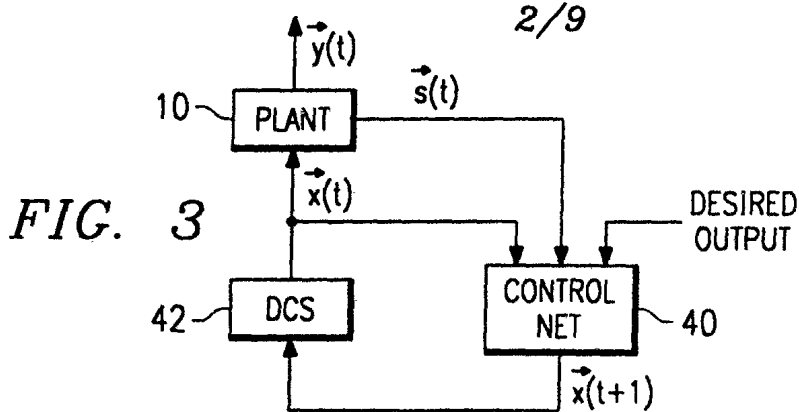 2/9
y(t)
10
PLANT
s(t)
x(t)
FIG. 3
DESIRED
OUTPUT
42
DCS
CONTROL
NET
40
x(t+1)